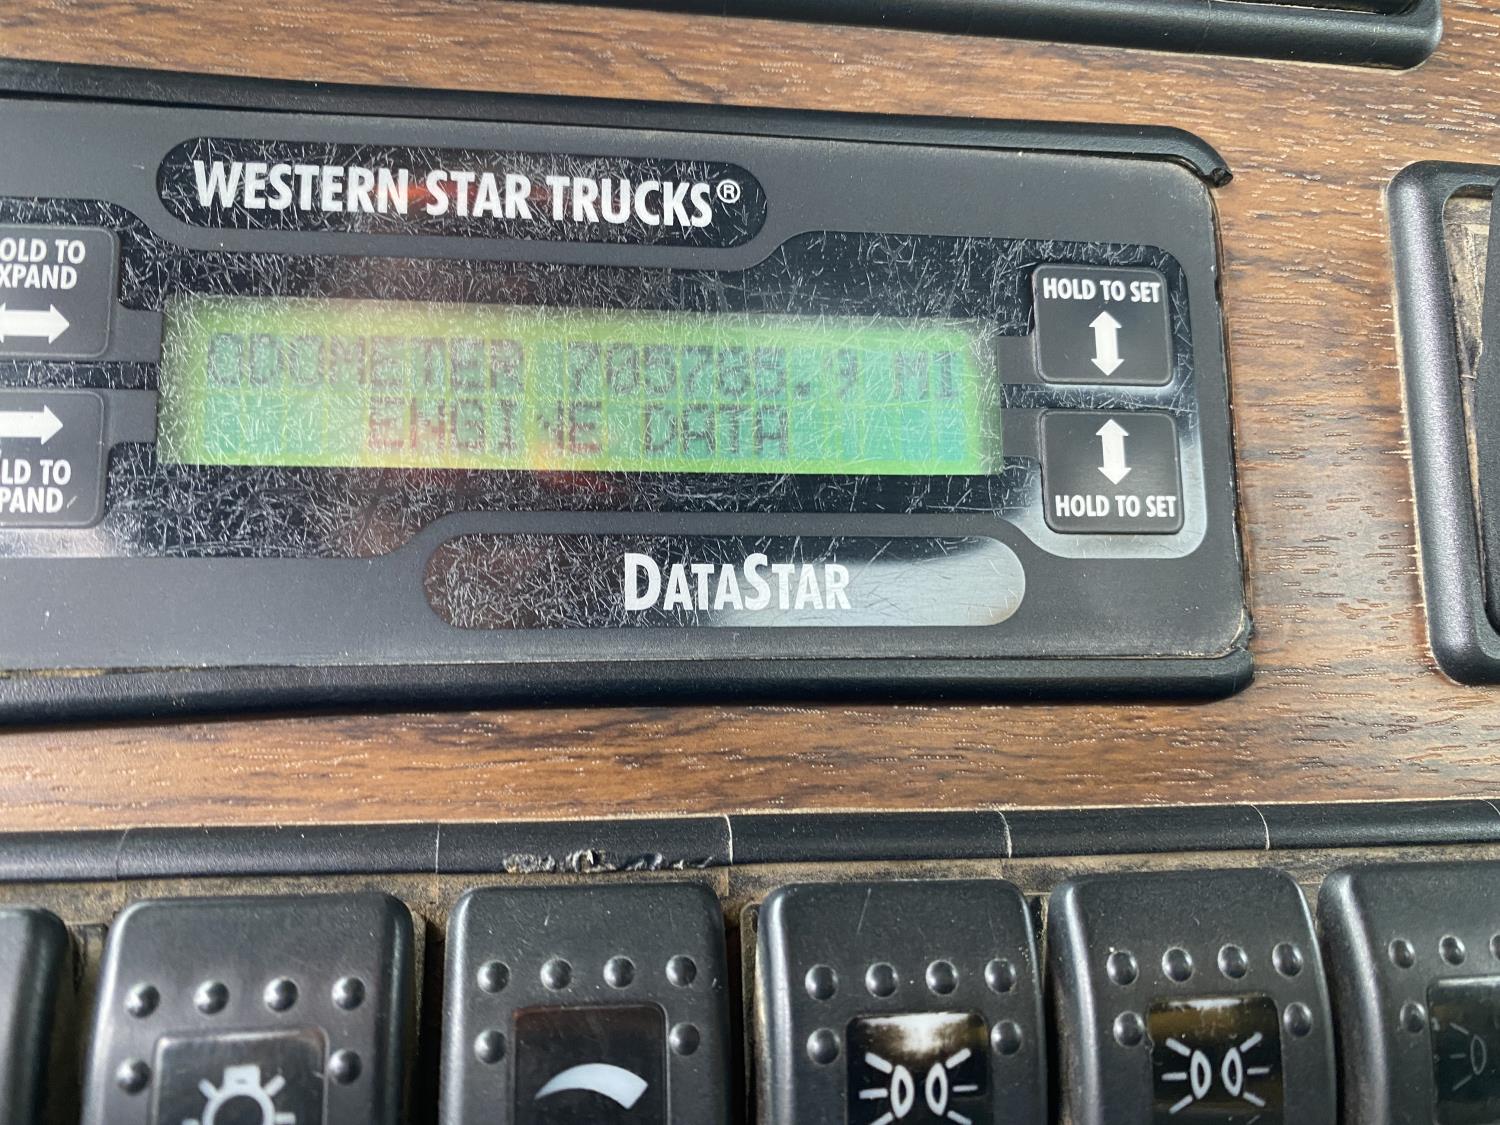 WESTERN STAR TRUCKS®
OLD TO
XPAND
HOLD TO SET
ODOMETER 785785.9 MI
ENGINE DATA
LD TO
PAND
HOLD TO SET
DATASTAR